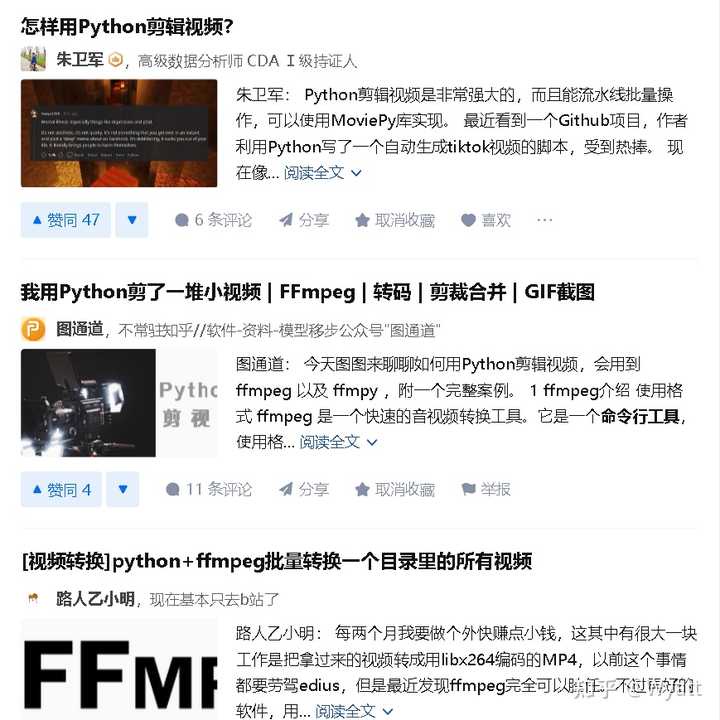 怎样用Python剪辑视频？
朱卫军，高级数据分析师 CDA Ⅰ级持证人
朱卫军： Python剪辑视频是非常强大的，而且能流水线批量操
作，可以使用MoviePy库实现。 最近看到一个Github项目，作者
利用Python写了一个自动生成tiktok视频的脚本，受到热捧。 现
在像... 阅读全文
赞同 47 6 条评论 分享 取消收藏 喜欢 ···
我用Python剪了一堆小视频 | FFmpeg | 转码 | 剪裁合并 | GIF截图
图通道，不常驻知乎//软件-资料-模型移步公众号"图通道"
Pytho
剪 视
图通道： 今天图图来聊聊如何用Python剪辑视频，会用到
ffmpeg 以及 ffmpy ，附一个完整案例。 1 ffmpeg介绍 使用格
式 ffmpeg 是一个快速的音视频转换工具。它是一个命令行工具，
使用格... 阅读全文
赞同 4 11 条评论 分享 取消收藏 举报
[视频转换]python+ffmpeg批量转换一个目录里的所有视频
路人乙小明，现在基本只去b站了
FFMP
路人乙小明： 每两个月我要做个外快赚点小钱，这其中有很大一块
工作是把拿过来的视频转成用libx264编码的MP4，以前这个事情
都要劳驾edius，但是最近发现ffmpeg完全可以胜任。不过硬好的
软件，用... 阅读全文
知乎